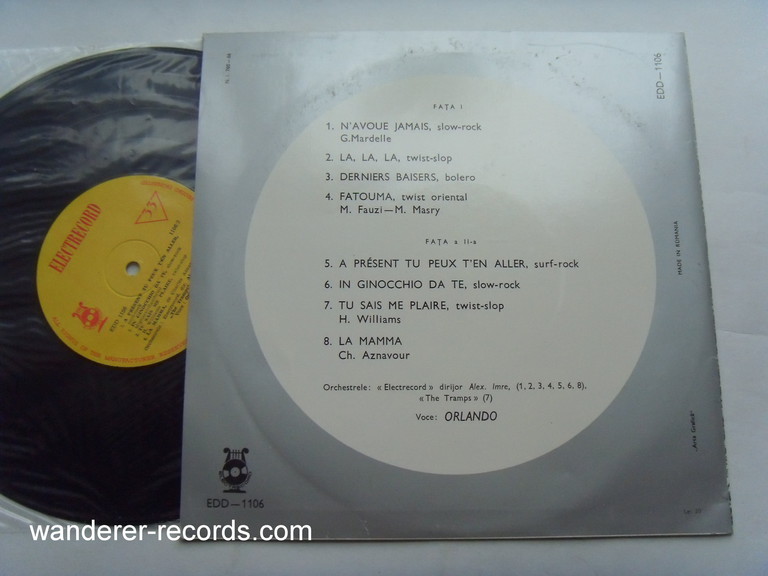 FAȚA I
1. N'AVOUE JAMAIS, slow-rock
G.Mardelle
2. LA, LA, LA, twist-slop
3. DERNIERS BAISERS, bolero
4. FATOUMA, twist oriental
M. Fauzi—M. Masry
FAȚA a II-a
5. A PRÉSENT TU PEUX T'EN ALLER, surf-rock
6. IN GINOCCHIO DA TE, slow-rock
7. TU SAIS ME PLAIRE, twist-slop
H. Williams
8. LA MAMMA
Ch. Aznavour
Orchestrele: «Electrecord» dirijor Alex. Imre, (1, 2, 3, 4, 5, 6, 8),
«The Tramps» (7)
Voce: ORLANDO
EDD—1106
EDD—1106
MADE IN ROMANIA
ELECTRECORD
33
wanderer-records.com